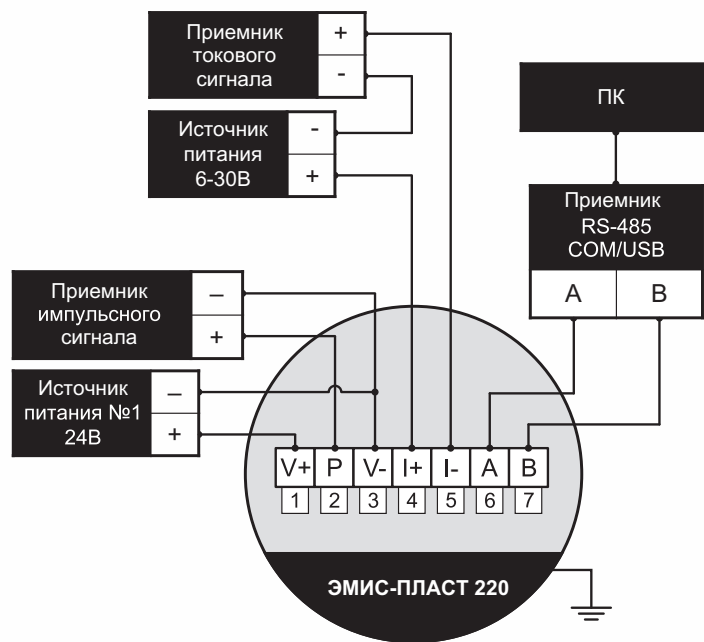 Приемник
токового
сигнала
+
-
Источник
питания
6-30В
-
+
ПК
Приемник
RS-485
COM/USB
A B
Приемник
импульсного
сигнала
–
+
Источник
питания №1
24В
–
+
V+ P V- I+ I- A B
1 2 3 4 5 6 7
ЭМИС-ПЛАСТ 220